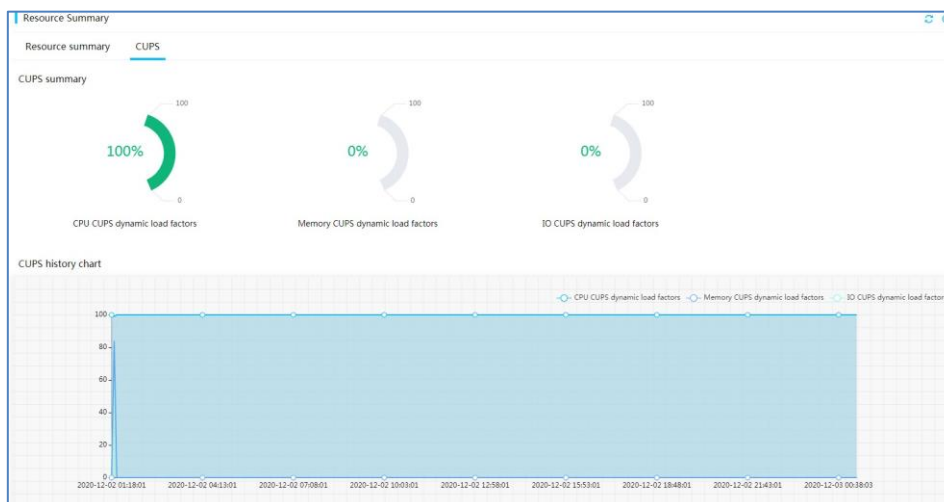 Resource Summary
Resource summary CUPS
CUPS summary
100 100 100
100% 0% 0%
0 0 0
CPU CUPS dynamic load factors Memory CUPS dynamic load factors IO CUPS dynamic load factors
CUPS history chart
CPU CUPS dynamic load factors Memory CUPS dynamic load factors IO CUPS dynamic load factor
100
80
60
40
20
0
2020-12-02 01:18:01 2020-12-02 04:13:01 2020-12-02 07:08:01 2020-12-02 10:03:01 2020-12-02 12:58:01 2020-12-02 15:53:01 2020-12-02 18:48:01 2020-12-02 21:43:01 2020-12-03 00:38:03